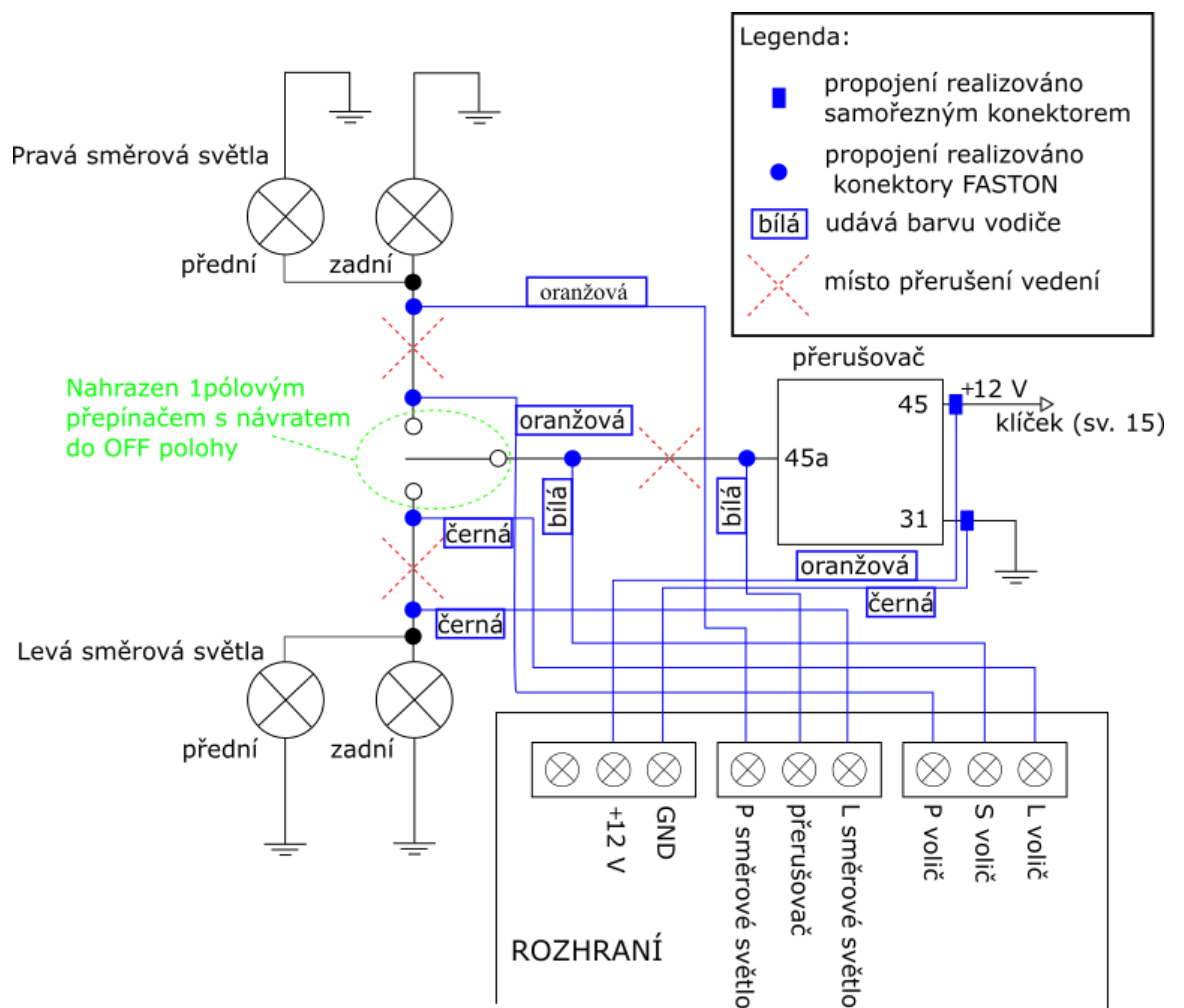 Legenda:
propojení realizováno
samořezným konektorem
propojení realizováno
konektory FASTON
bílá
udává barvu vodiče
místo přerušení vedení
Pravá směrová světla
přední
zadní
oranžová
Nahrazen 1pólovým
přepínačem s návratem
do OFF polohy
oranžová
přerušovač
45
+12 V
klíček (sv. 15)
45a
31
bílá
bílá
černá
oranžová
černá
černá
Levá směrová světla
přední
zadní
+12 V
GND
P směrové světlo
přerušovač
L směrové světlo
P volič
S volič
L volič
ROZHRANÍ